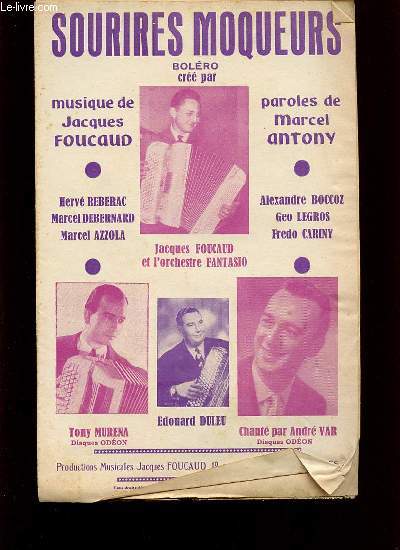 www.Le-livre.com
SOURIRES MOQUEURS
BOLÉRO
créé par
musique de
Jacques
FOUCAUD
paroles de
Marcel
ANTONY
Hervé REBERAC
Marcel DEBERNARD
Marcel AZZOLA
Alexandre BOCCOZ
Geo LEGROS
Fredo CARINY
Jacques FOUCAUD
et l'orchestre FANTASIO
Tony MURENA
Disques ODÉON
Edouard DULEU
Chanté par André VAR
Disques ODÉON
Productions Musicales Jacques FOUCAUD